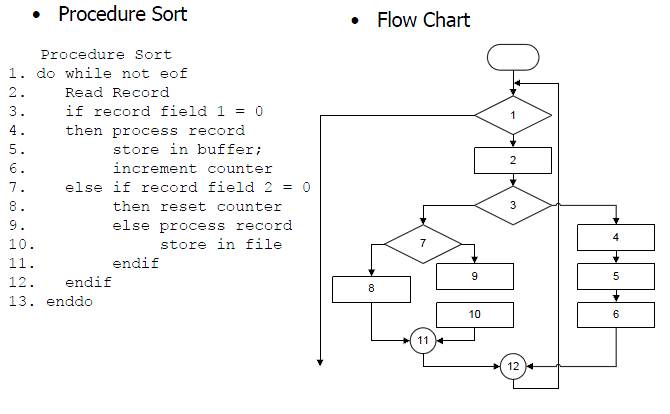 • Procedure Sort
Procedure Sort
1. do while not eof
2. Read Record
3. if record field 1 = 0
4. then process record
5. store in buffer;
6. increment counter
7. else if record field 2 = 0
8. then reset counter
9. else process record
10. store in file
11. endif
12. endif
13. enddo
• Flow Chart
1
2
3
7
4
8
9
5
10
6
11
12